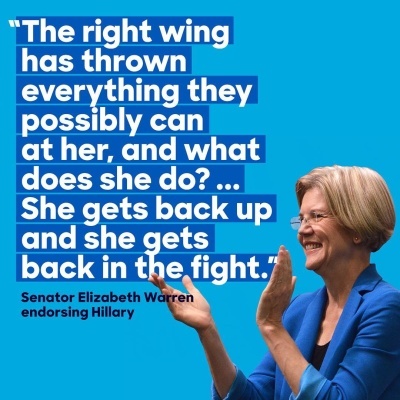 “The right wing
has thrown
everything they
possibly can
at her, and what
does she do? ...
She gets back up
and she gets
back in the fight.”
Senator Elizabeth Warren
endorsing Hillary